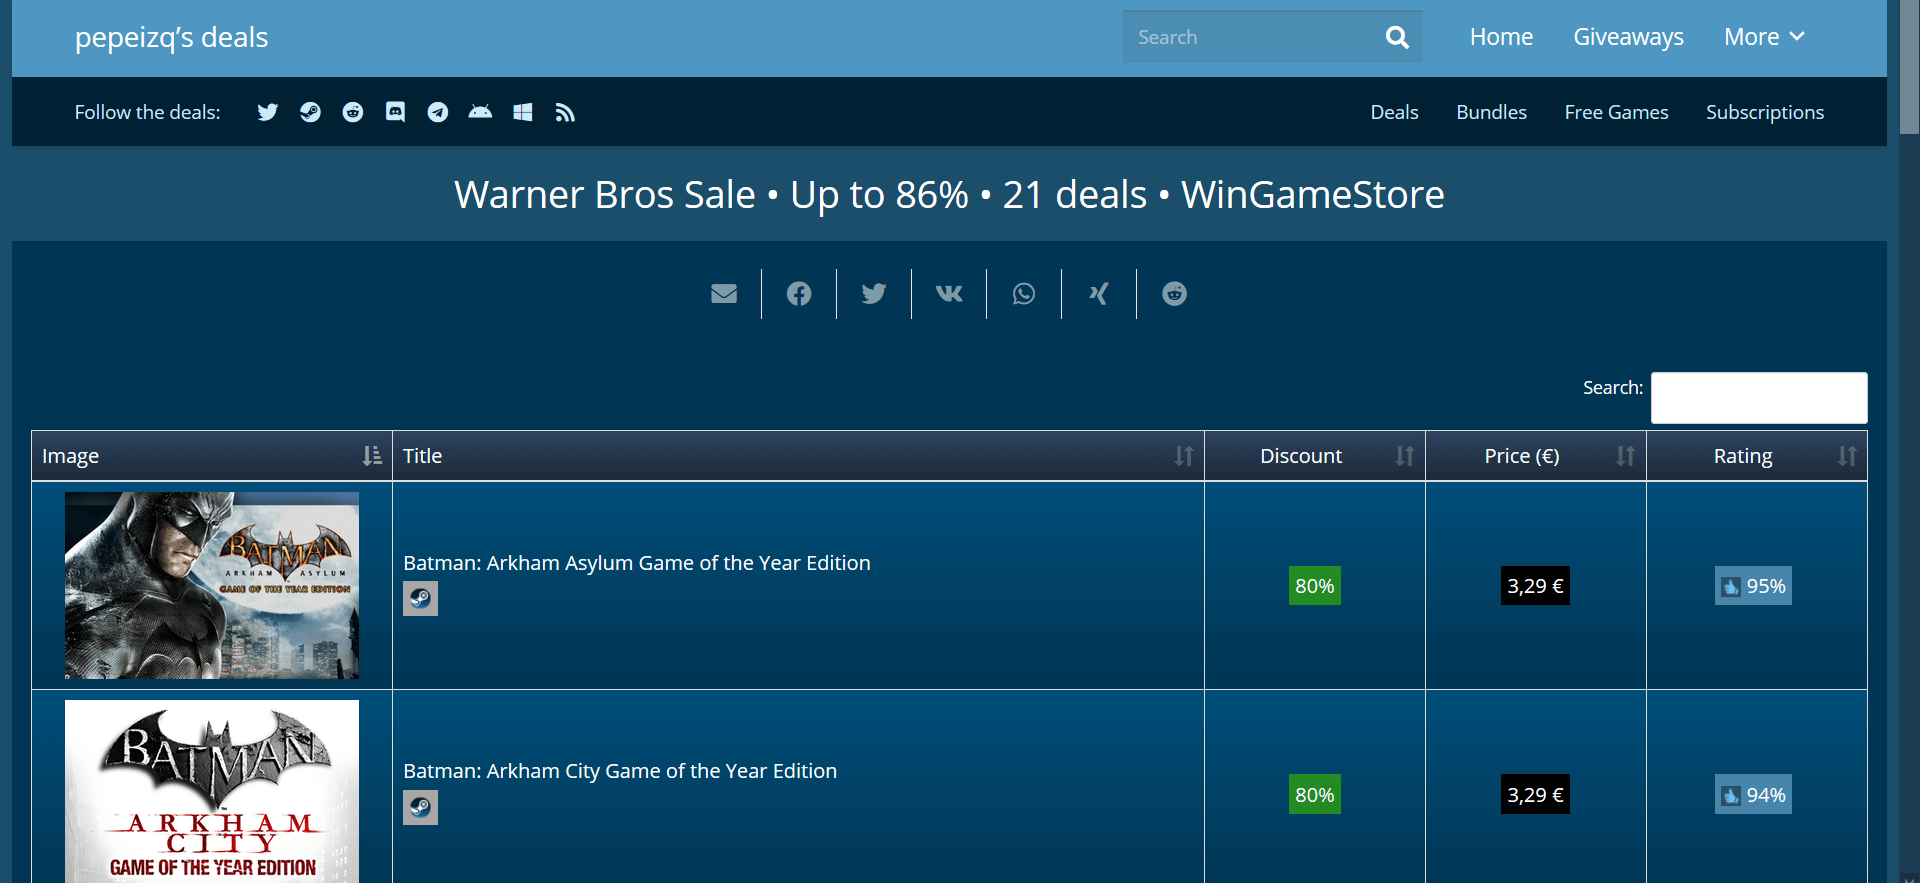 pepeizq’s deals
Search
Home
Giveaways
More
Follow the deals:
Deals
Bundles
Free Games
Subscriptions
Warner Bros Sale • Up to 86% • 21 deals • WinGameStore
Search:
Image
Title
Discount
Price (€)
Rating
BATMAN
ARKHAM ASYLUM
GAME OF THE YEAR EDITION
Batman: Arkham Asylum Game of the Year Edition
80%
3,29 €
95%
BATMAN
ARKHAM
CITY
GAME OF THE YEAR EDITION
Batman: Arkham City Game of the Year Edition
80%
3,29 €
94%